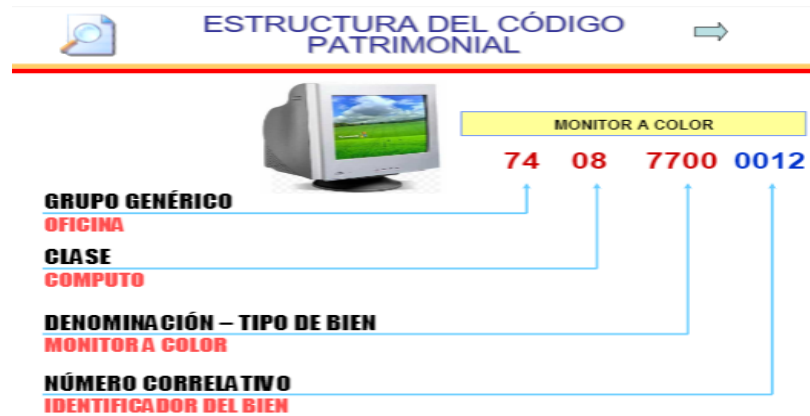 ESTRUCTURA DEL CÓDIGO
PATRIMONIAL
MONITOR A COLOR
74 08 7700 0012
GRUPO GENÉRICO
OFICINA
CLASE
COMPUTO
DENOMINACIÓN – TIPO DE BIEN
MONITOR A COLOR
NÚMERO CORRELATIVO
IDENTIFICADOR DEL BIEN